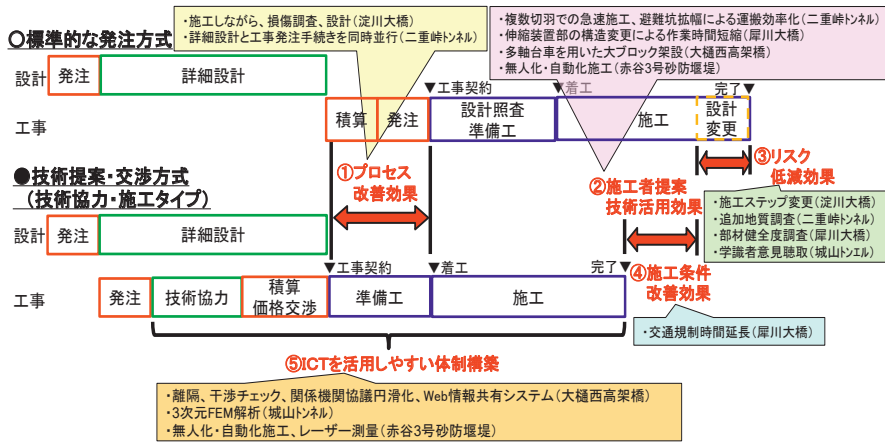 ・施工しながら、損傷調査、設計(淀川大橋)
・詳細設計と工事発注手続きを同時並行(二重峠トンネル)
・複数切羽での急速施工、避難坑拡幅による運搬効率化(二重峠トンネル)
・伸縮装置部の構造変更による作業時間短縮(犀川大橋)
・多軸台車を用いた大ブロック架設(大樋西高架橋)
・無人化・自動化施工(赤谷3号砂防堰堤)
○標準的な発注方式
設計
発注
詳細設計
▼工事契約
▼着工
完了▼
工事
積算
発注
設計照査
準備工
施工
設計
変更
①プロセス
改善効果
②施工者提案
技術活用効果
③リスク
低減効果
●技術提案・交渉方式
(技術協力・施工タイプ)
・施工ステップ変更(淀川大橋)
・追加地質調査(二重峠トンネル)
・部材健全度調査(犀川大橋)
・学識者意見聴取(城山トンエル)
設計
発注
詳細設計
▼工事契約
▼着工
完了▼
④施工条件
改善効果
工事
発注
技術協力
積算
価格交渉
準備工
施工
・交通規制時間延長(犀川大橋)
⑤ICTを活用しやすい体制構築
・離隔、干渉チェック、関係機関協議円滑化、Web情報共有システム(大樋西高架橋)
・3次元FEM解析(城山トンネル)
・無人化・自動化施工、レーザー測量(赤谷3号砂防堰堤)